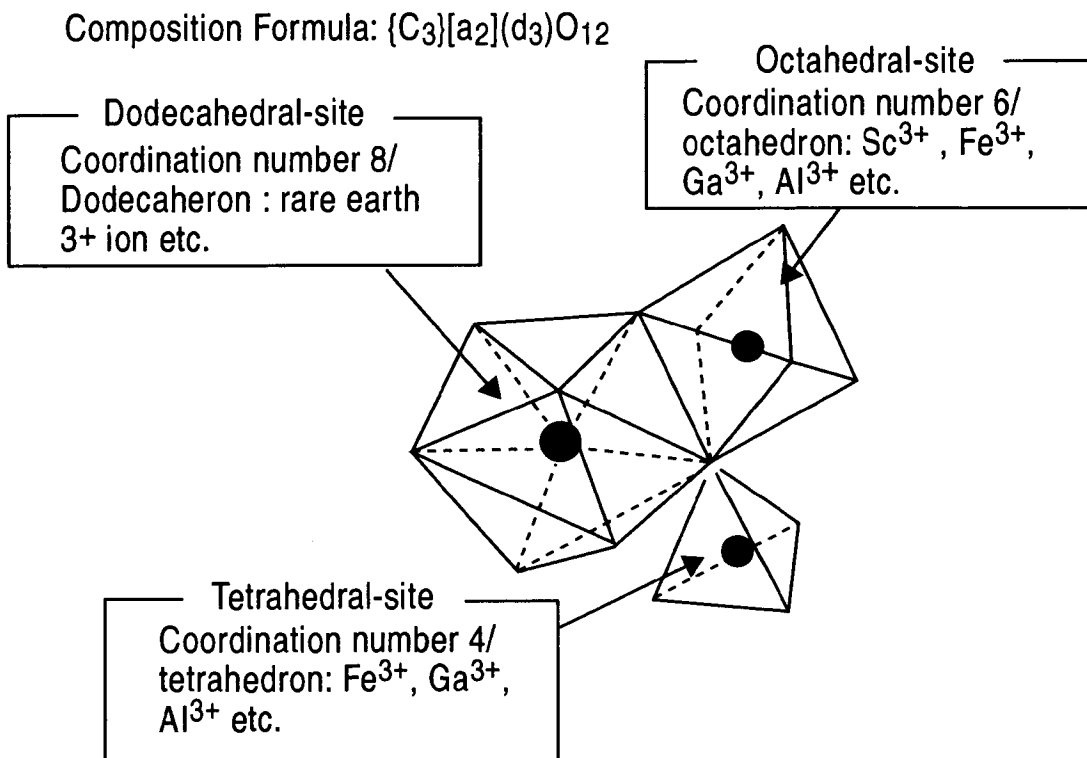 Composition Formula: {C3}[a2](d3)O12
Octahedral-site
Coordination number 6/
octahedron: Sc3+ , Fe3+,
Ga3+, Al3+ etc.
Dodecahedral-site
Coordination number 8/
Dodecaheron : rare earth
3+ ion etc.
Tetrahedral-site
Coordination number 4/
tetrahedron: Fe3+, Ga3+,
Al3+ etc.